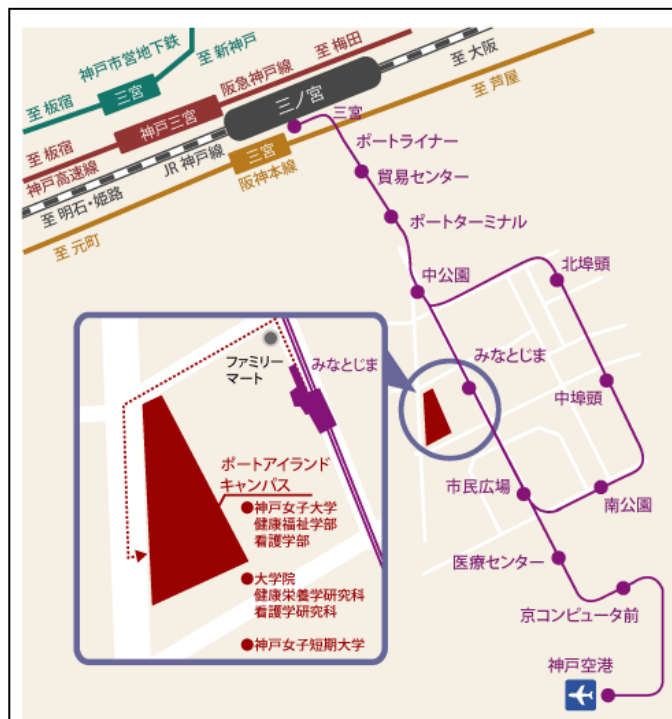 神戸市営地下鉄
至 新神戸
至 板宿
三宮
阪急神戸線
至 梅田
至 大阪
三ノ宮
三宮
至 芦屋
神戸三宮
至 板宿
神戸高速線
JR 神戸線
三宮
阪神本線
至 明石・姫路
至 元町
ポートライナー
貿易センター
ポートターミナル
中公園
北埠頭
みなとじま
中埠頭
市民広場
南公園
医療センター
京コンピュータ前
神戸空港
ファミリー
マート
みなとじま
ポートアイランド
キャンパス
●神戸女子大学
健康福祉学部
看護学部
●大学院
健康栄養学研究科
看護学研究科
●神戸女子短期大学